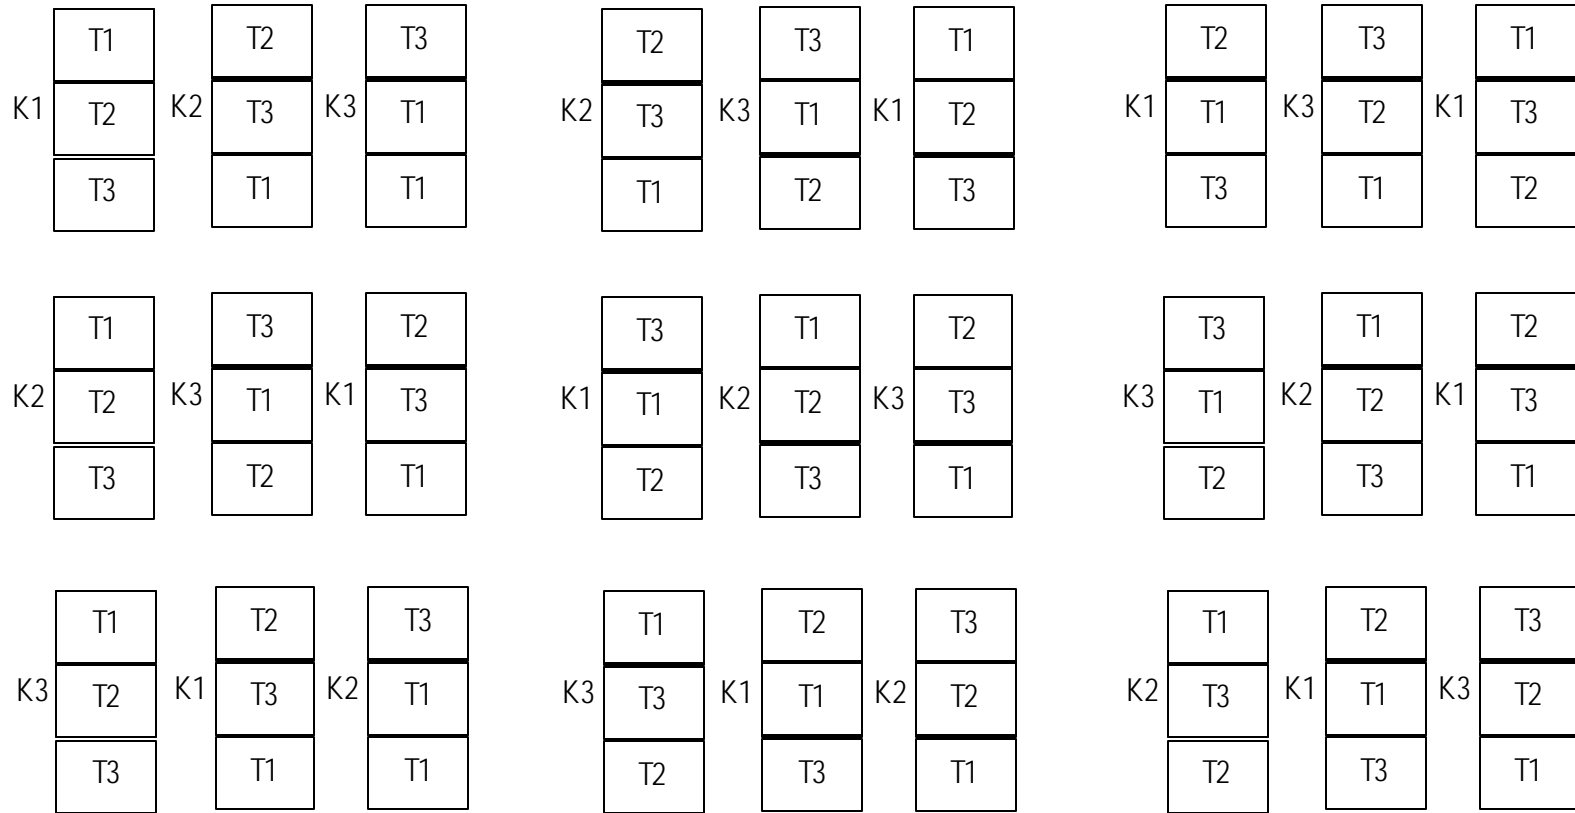 T1 T2 T3 T2 T3 T1 T2 T3 T1
K1 T2 K2 T3 K3 T1 K2 T3 K3 T1 K1 T2 K1 T1 K3 T2 K1 T3
T3 T1 T1 T1 T2 T3 T3 T1 T2
T1 T3 T2 T3 T1 T2 T3 T1 T2
K2 T2 K3 T1 K1 T3 K1 T1 K2 T2 K3 T3 K3 T1 K2 T2 K1 T3
T3 T2 T1 T2 T3 T1 T2 T3 T1
T1 T2 T3 T1 T2 T3 T1 T2 T3
K3 T2 K1 T3 K2 T1 K3 T3 K1 T1 K2 T2 K2 T3 K1 T1 K3 T2
T3 T1 T1 T2 T3 T1 T2 T3 T1